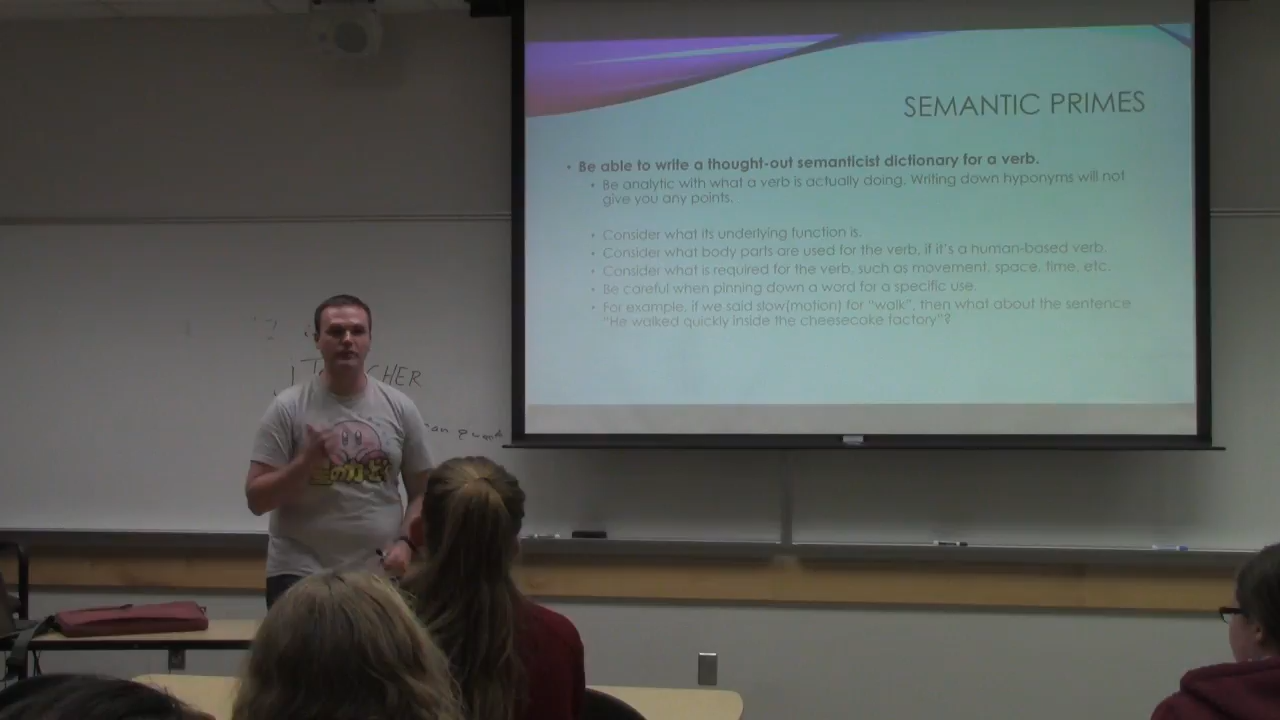 SEMANTIC PRIMES
• Be able to write a thought-out semanticist dictionary for a verb.
• Be analytic with what a verb is actually doing. Writing down hyponyms will not
give you any points.
• Consider what its underlying function is.
• Consider what body parts are used for the verb, if it's a human-based verb.
• Consider what is required for the verb, such as movement, space, time, etc.
• Be careful when pinning down a word for a specific use.
• For example, if we said slow(motion) for "walk", then what about the sentence
"He walked quickly inside the cheesecake factory"?